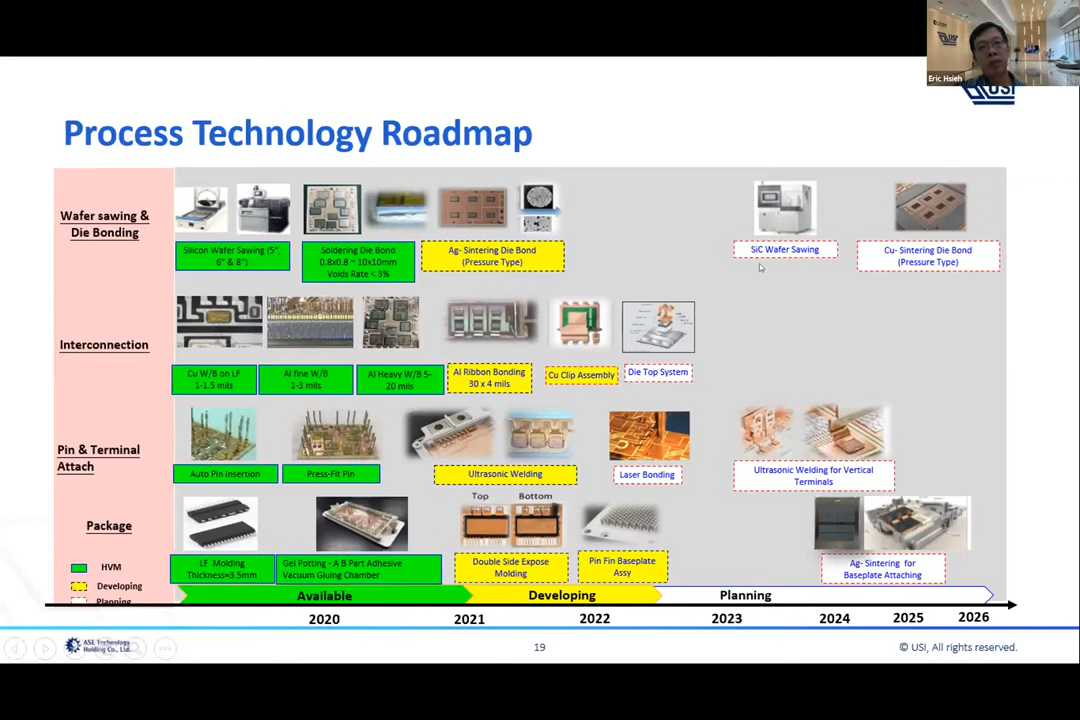 Eric Hsieh
USI
Process Technology Roadmap
Wafer sawing &
Die Bonding
Silicon Wafer Sawing (5",
6" & 8")
Soldering Die Bond
0.8x0.8 ~ 10x10mm
Voids Rate < 3%
Ag- Sintering Die Bond
(Pressure Type)
SiC Wafer Sawing
Cu- Sintering Die Bond
(Pressure Type)
Interconnection
Cu W/B on LF
1-1.5 mils
Al fine W/B
1-3 mils
Al Heavy W/B 5-
20 mils
Al Ribbon Bonding
30 x 4 mils
Cu Clip Assembly
Die Top System
Pin & Terminal
Attach
Auto Pin Insertion
Press-Fit Pin
Ultrasonic Welding
Laser Bonding
Ultrasonic Welding for Vertical
Terminals
Package
Top
Bottom
LF Molding
Thickness=3.5mm
Gel Potting - A B Part Adhesive
Vacuum Gluing Chamber
Double Side Expose
Molding
Pin Fin Baseplate
Assy
Ag- Sintering for
Baseplate Attaching
HVM
Developing
Planning
Available
Developing
Planning
2020
2021
2022
2023
2024
2025
2026
ASE Technology
Holding Co., Ltd.
19
© USI, All rights reserved.